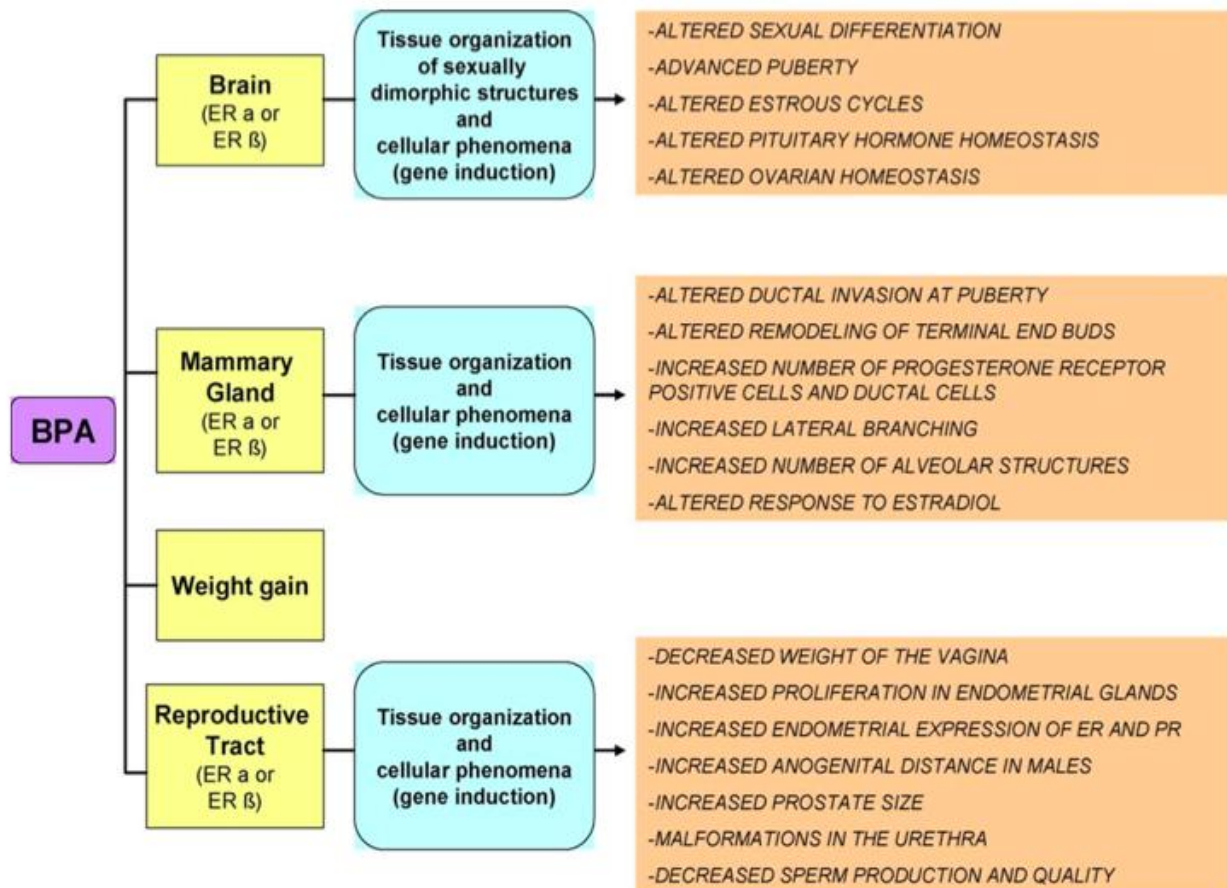 BPA
Brain
(ER a or
ER ß)
Tissue organization
of sexually
dimorphic structures
and
cellular phenomena
(gene induction)
-ALTERED SEXUAL DIFFERENTIATION
-ADVANCED PUBERTY
-ALTERED ESTROUS CYCLES
-ALTERED PITUITARY HORMONE HOMEOSTASIS
-ALTERED OVARIAN HOMEOSTASIS
Mammary
Gland
(ER a or
ER ß)
Tissue organization
and
cellular phenomena
(gene induction)
-ALTERED DUCTAL INVASION AT PUBERTY
-ALTERED REMODELING OF TERMINAL END BUDS
-INCREASED NUMBER OF PROGESTERONE RECEPTOR
POSITIVE CELLS AND DUCTAL CELLS
-INCREASED LATERAL BRANCHING
-INCREASED NUMBER OF ALVEOLAR STRUCTURES
-ALTERED RESPONSE TO ESTRADIOL
Weight gain
Reproductive
Tract
(ER a or
ER ß)
Tissue organization
and
cellular phenomena
(gene induction)
-DECREASED WEIGHT OF THE VAGINA
-INCREASED PROLIFERATION IN ENDOMETRIAL GLANDS
-INCREASED ENDOMETRIAL EXPRESSION OF ER AND PR
-INCREASED ANOGENITAL DISTANCE IN MALES
-INCREASED PROSTATE SIZE
-MALFORMATIONS IN THE URETHRA
-DECREASED SPERM PRODUCTION AND QUALITY